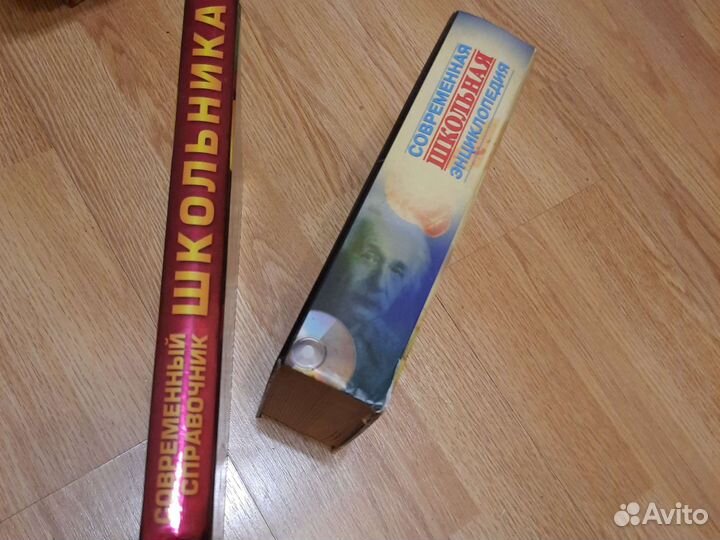 СОВРЕМЕННЫЙ
СПРАВОЧНИК
ШКОЛЬНИКА
СОВРЕМЕННАЯ
ШКОЛЬНАЯ
ЭНЦИКЛОПЕДИЯ
Avito